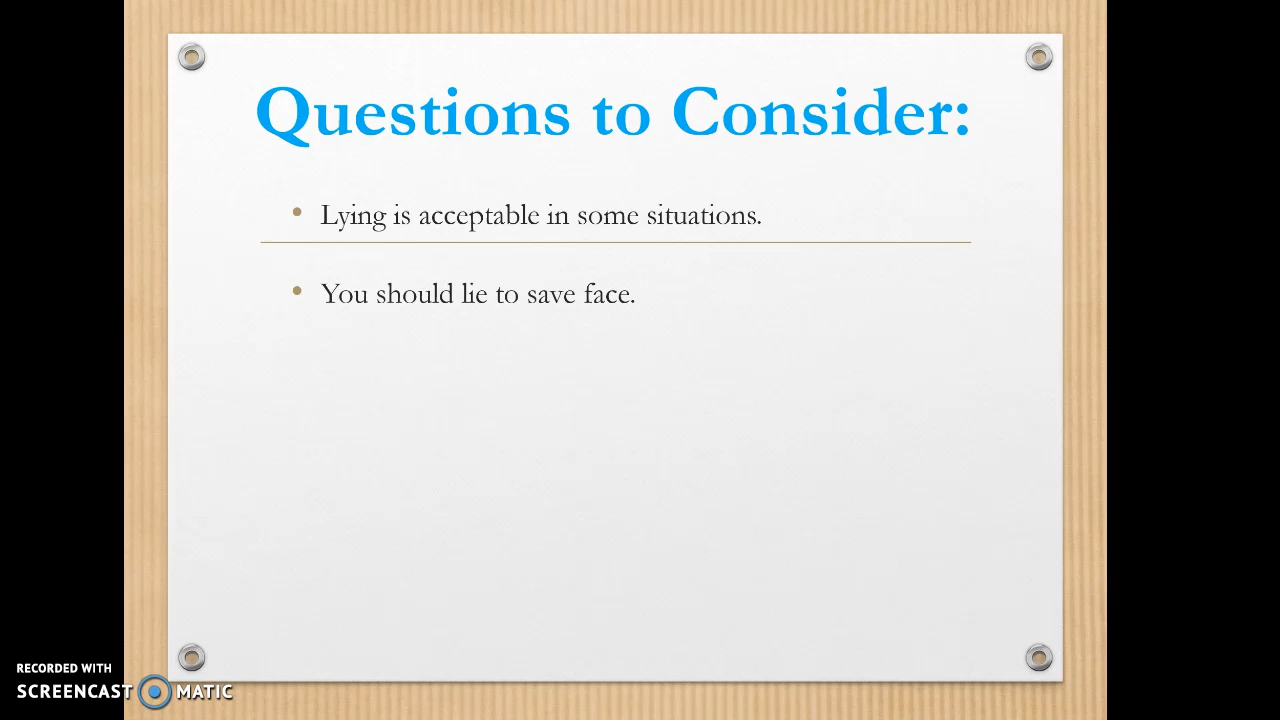 Questions to Consider:
• Lying is acceptable in some situations.
• You should lie to save face.
RECORDED WITH
SCREENCAST MATIC